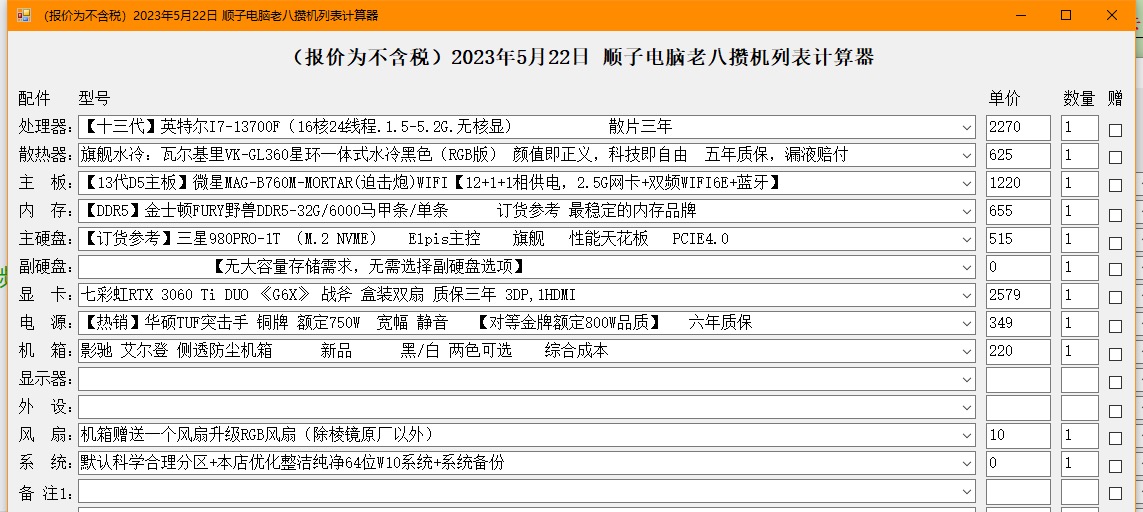 （报价为不含税）2023年5月22日 顺子电脑老八攒机列表计算器
（报价为不含税）2023年5月22日 顺子电脑老八攒机列表计算器
配件 型号 单价 数量 赠
处理器: 【十三代】英特尔I7-13700F（16核24线程.1.5-5.2G.无核显） 散片三年 2270 1
散热器: 旗舰水冷：瓦尔基里VK-GL360星环一体式水冷黑色（RGB版） 颜值即正义，科技即自由 五年质保，漏液赔付 625 1
主 板: 【13代D5主板】微星MAG-B760M-MORTAR(迫击炮)WIFI【12+1+1相供电，2.5G网卡+双频WIFI6E+蓝牙】 1220 1
内 存: 【DDR5】金士顿FURY野兽DDR5-32G/6000马甲条/单条 订货参考 最稳定的内存品牌 655 1
主硬盘: 【订货参考】三星980PRO-1T （M.2 NVME） Elpis主控 旗舰 性能天花板 PCIE4.0 515 1
副硬盘: 【无大容量存储需求，无需选择副硬盘选项】 0 1
显 卡: 七彩虹RTX 3060 Ti DUO 《G6X》 战斧 盒装双扇 质保三年 3DP,1HDMI 2579 1
电 源: 【热销】华硕TUF突击手 铜牌 额定750W 宽幅 静音 【对等金牌额定800W品质】 六年质保 349 1
机 箱: 影驰 艾尔登 侧透防尘机箱 新品 黑/白 两色可选 综合成本 220 1
显示器:
外 设:
风 扇: 机箱赠送一个风扇升级RGB风扇（除棱镜原厂以外） 10 1
系 统: 默认科学合理分区+本店优化整洁纯净64位W10系统+系统备份 0 1
备 注1: